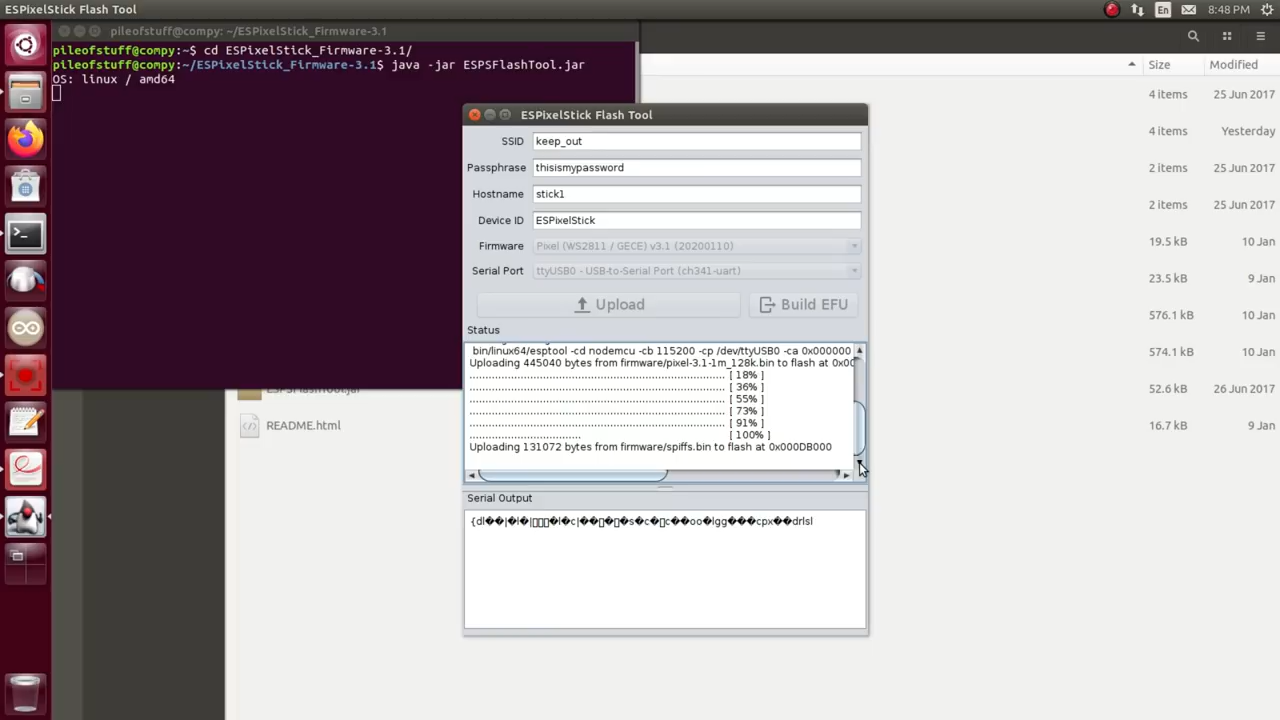 ESPixelStick Flash Tool
En
8:48 PM
pileofstuff@compy: ~/ESPixelStick_Firmware-3.1
pileofstuff@compy:~$ cd ESPixelStick_Firmware-3.1/
pileofstuff@compy:~/ESPixelStick_Firmware-3.1$ java -jar ESPSFlashTool.jar
OS: linux / amd64
Size
Modified
4 items
25 Jun 2017
4 items
Yesterday
2 items
25 Jun 2017
2 items
25 Jun 2017
19.5 kB
10 Jan
23.5 kB
9 Jan
576.1 kB
10 Jan
574.1 kB
10 Jan
ESPSFlashTool.jar
52.6 kB
26 Jun 2017
README.html
16.7 kB
9 Jan
ESPixelStick Flash Tool
SSID
keep_out
Passphrase
thisismypassword
Hostname
stick1
Device ID
ESPixelStick
Firmware
Pixel (WS2811 / GECE) v3.1 (20200110)
Serial Port
ttyUSB0 - USB-to-Serial Port (ch341-uart)
Upload
Build EFU
Status
bin/linux64/esptool -cd nodemcu -cb 115200 -cp /dev/ttyUSB0 -ca 0x000000
Uploading 445040 bytes from firmware/pixel-3.1-1m_128k.bin to flash at 0x00
................................................................................ [ 18% ]
................................................................................ [ 36% ]
................................................................................ [ 55% ]
................................................................................ [ 73% ]
................................................................................ [ 91% ]
................................... [ 100% ]
Uploading 131072 bytes from firmware/spiffs.bin to flash at 0x000DB000
Serial Output